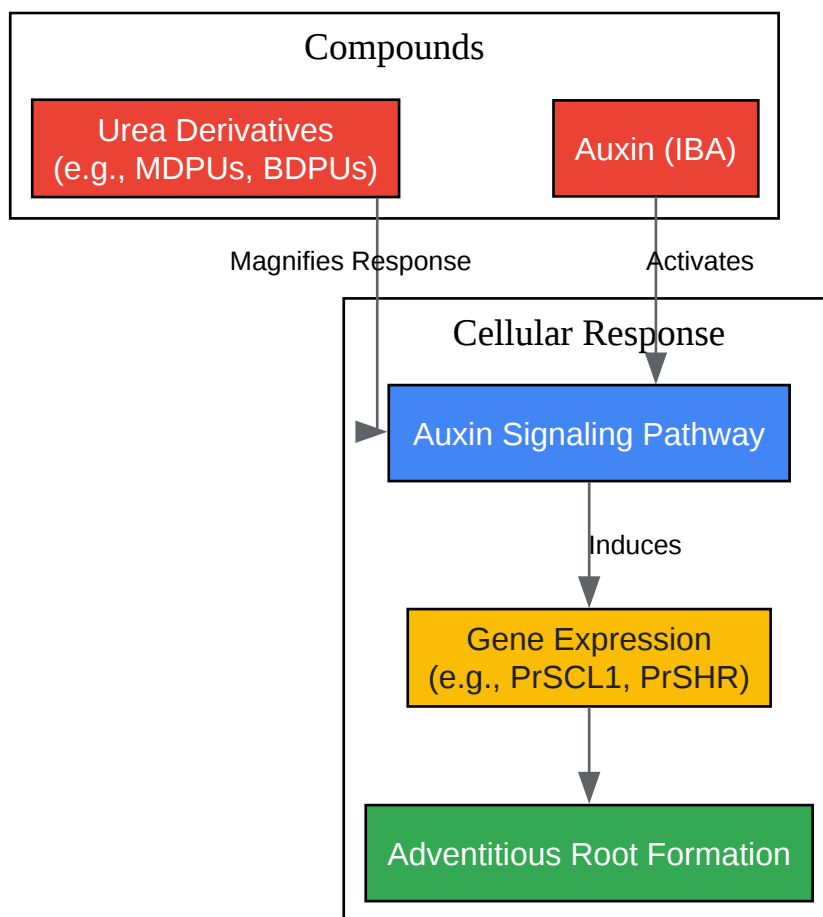 Compounds
Urea Derivatives
(e.g., MDPUs, BDPUs)
Auxin (IBA)
Magnifies Response
Activates
Cellular Response
Auxin Signaling Pathway
Induces
Gene Expression
(e.g., PrSCL1, PrSHR)
Adventitious Root Formation